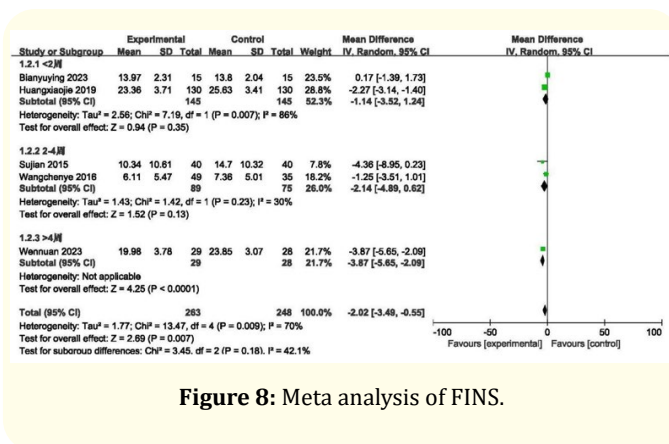 Experimental Control Mean Difference Mean Difference
Study or Subgroup Mean SD Total Mean SD Total Weight IV, Random, 95% CI IV, Random, 95% CI
1.2.1 <2周
Bianyuying 2023 13.97 2.31 15 13.8 2.04 15 23.5% 0.17 [-1.39, 1.73]
Huangxiaojie 2019 23.36 3.71 130 25.63 3.41 130 28.8% -2.27 [-3.14, -1.40]
Subtotal (95% CI) 145 145 52.3% -1.14 [-3.52, 1.24]
Heterogeneity: Tau² = 2.56; Chi² = 7.19, df = 1 (P = 0.007); I² = 86%
Test for overall effect: Z = 0.94 (P = 0.35)
1.2.2 2-4周
Sujian 2015 10.34 10.61 40 14.7 10.32 40 7.8% -4.36 [-8.95, 0.23]
Wangchenye 2016 6.11 5.47 49 7.36 5.01 35 18.2% -1.25 [-3.51, 1.01]
Subtotal (95% CI) 89 75 26.0% -2.14 [-4.89, 0.62]
Heterogeneity: Tau² = 1.43; Chi² = 1.42, df = 1 (P = 0.23); I² = 30%
Test for overall effect: Z = 1.52 (P = 0.13)
1.2.3 >4周
Wennuan 2023 19.98 3.78 29 23.85 3.07 28 21.7% -3.87 [-5.65, -2.09]
Subtotal (95% CI) 29 28 21.7% -3.87 [-5.65, -2.09]
Heterogeneity: Not applicable
Test for overall effect: Z = 4.25 (P < 0.0001)
Total (95% CI) 263 248 100.0% -2.02 [-3.49, -0.55]
Heterogeneity: Tau² = 1.77; Chi² = 13.47, df = 4 (P = 0.009); I² = 70%
Test for overall effect: Z = 2.69 (P = 0.007)
Test for subgroup differences: Chi² = 3.45, df = 2 (P = 0.18), I² = 42.1%
-100 -50 0 50 100
Favours [experimental] Favours [control]
Figure 8: Meta analysis of FINS.